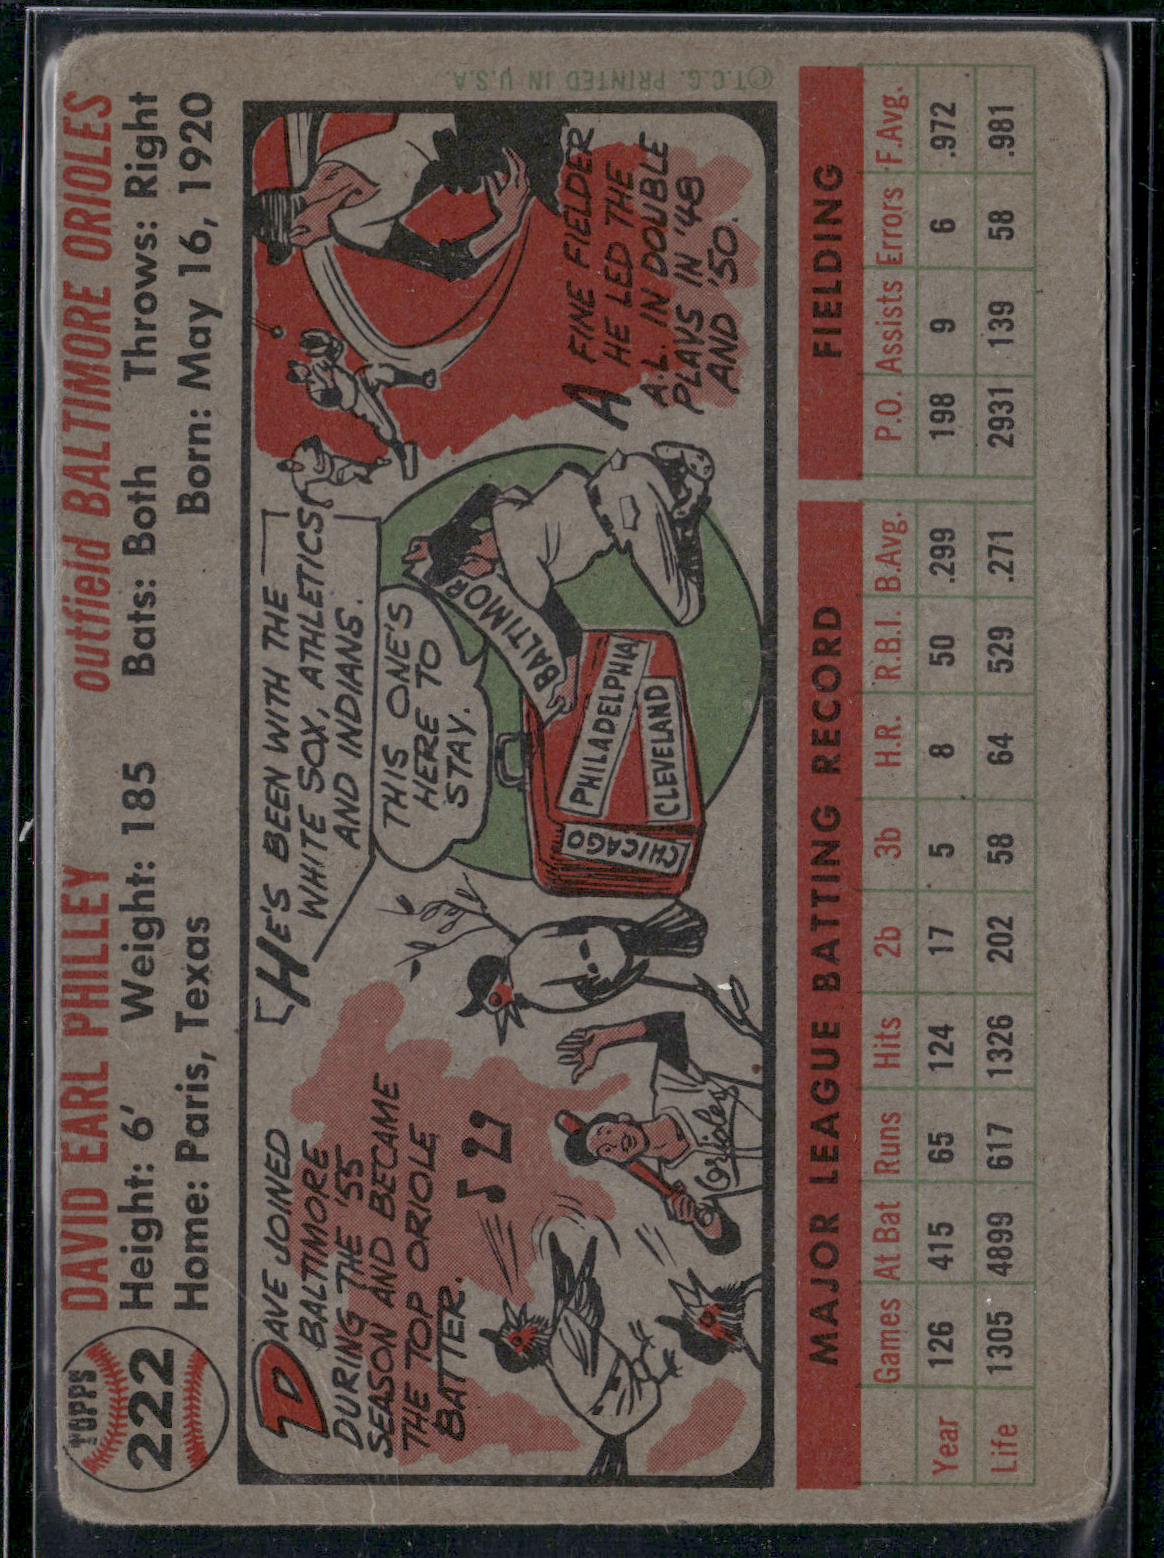 TOPPS
222
DAVID EARL PHILLEY outfield BALTIMORE ORIOLES
Height: 6' Weight: 185 Bats: Both Throws: Right
Home: Paris, Texas Born: May 16, 1920
DAVE JOINED
BALTIMORE
DURING THE '55
SEASON AND BECAME
THE TOP ORIOLE
BATTER.
Orioles
HE'S BEEN WITH THE
WHITE SOX, ATHLETICS
AND INDIANS.
THIS ONE'S
HERE TO
STAY.
BALTIMOR
CHICAGO
PHILADELPHIA
CLEVELAND
A FINE FIELDER
HE LED THE
A.L. IN DOUBLE
PLAYS IN '48
AND '50.
©T.C.G. PRINTED IN U.S.A
MAJOR LEAGUE BATTING RECORD FIELDING
Games At Bat Runs Hits 2b 3b H.R. R.B.I. B.Avg. P.O. Assists Errors F.Avg.
Year 126 415 65 124 17 5 8 50 .299 198 9 6 .972
Life 1305 4899 617 1326 202 58 64 529 .271 2931 139 58 .981